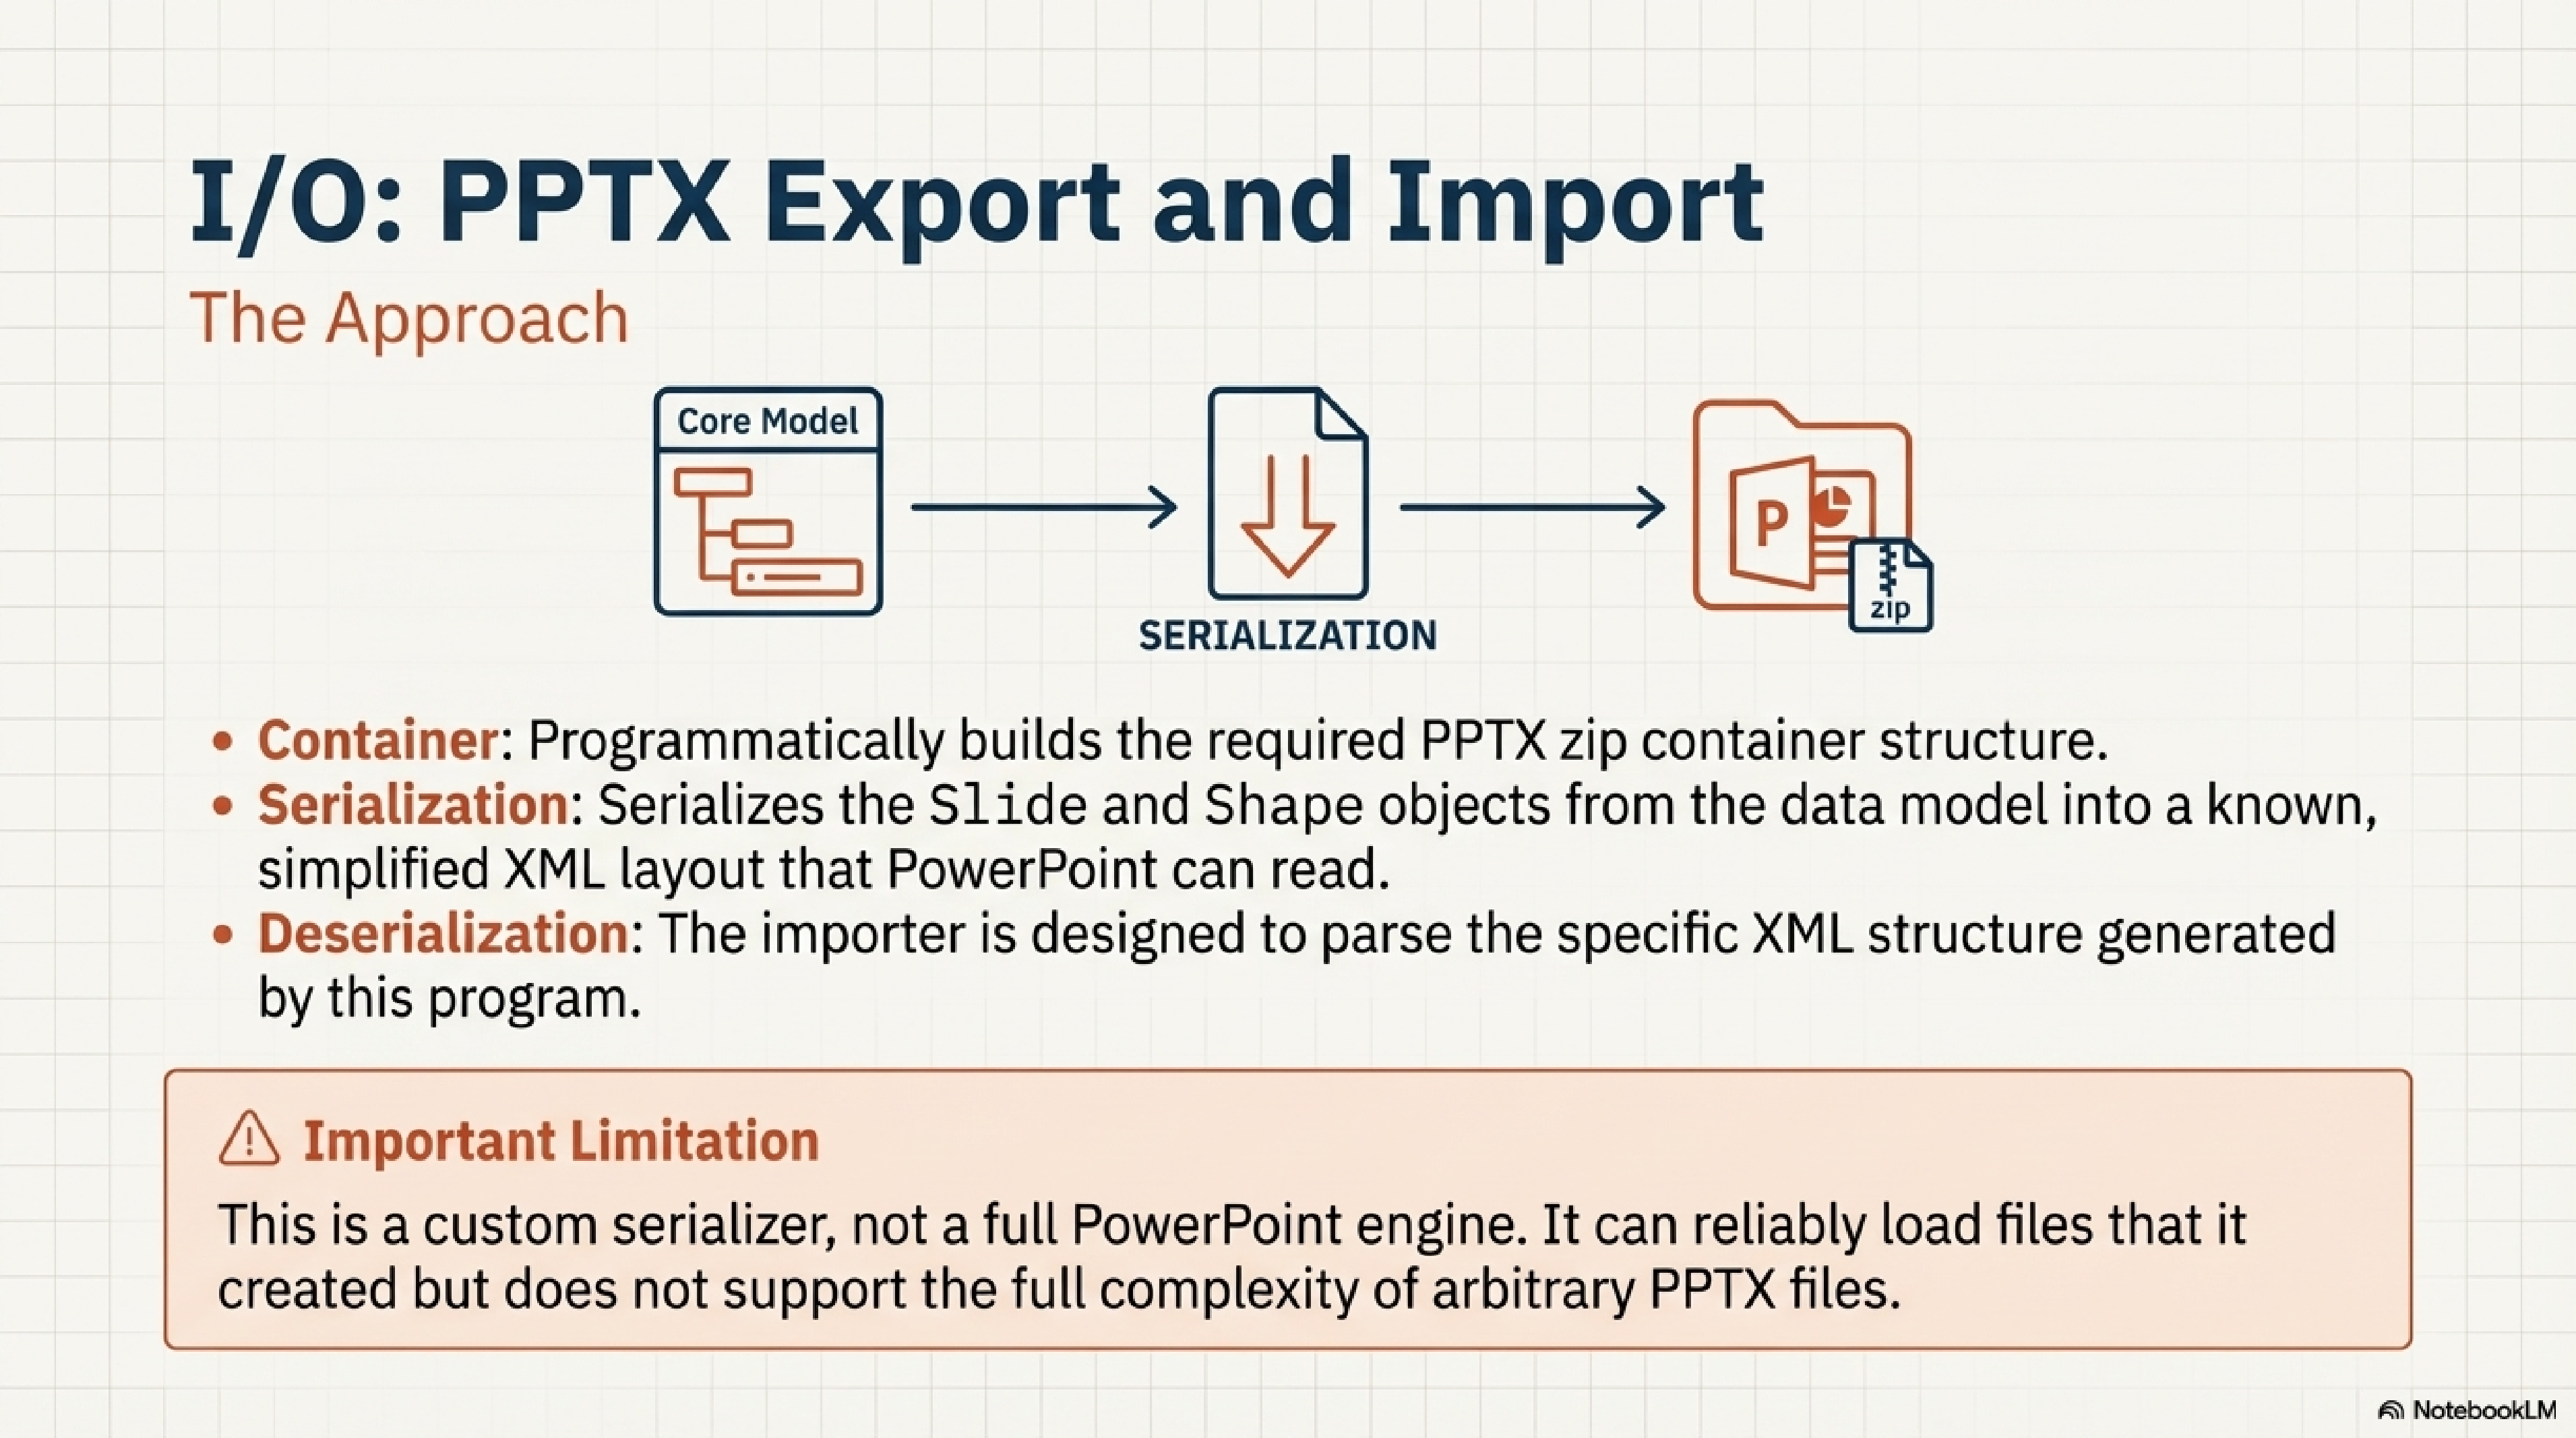 I/O: PPTX Export and Import
The Approach
Core Model
P
zip
SERIALIZATION
• Container: Programmatically builds the required PPTX zip container structure.
• Serialization: Serializes the Slide and Shape objects from the data model into a known,
simplified XML layout that PowerPoint can read.
• Deserialization: The importer is designed to parse the specific XML structure generated
by this program.
Important Limitation
This is a custom serializer, not a full PowerPoint engine. It can reliably load files that it
created but does not support the full complexity of arbitrary PPTX files.
NotebookLM